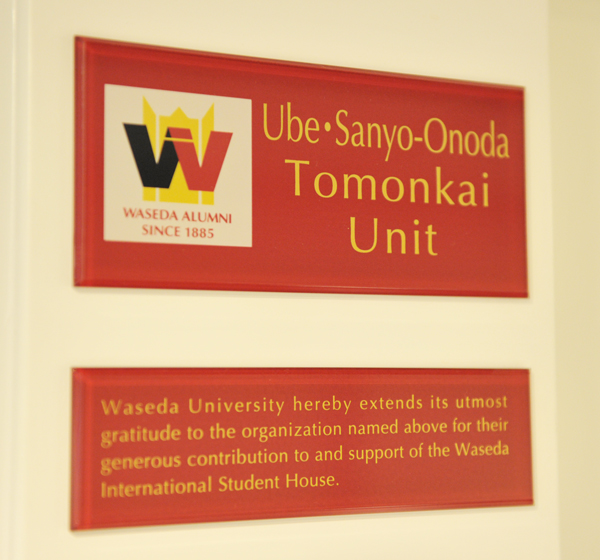 Ube•Sanyo-Onoda
Tomonkai
Unit
WASEDA ALUMNI
SINCE 1885
Waseda University hereby extends its utmost
gratitude to the organization named above for their
generous contribution to and support of the Waseda
International Student House.